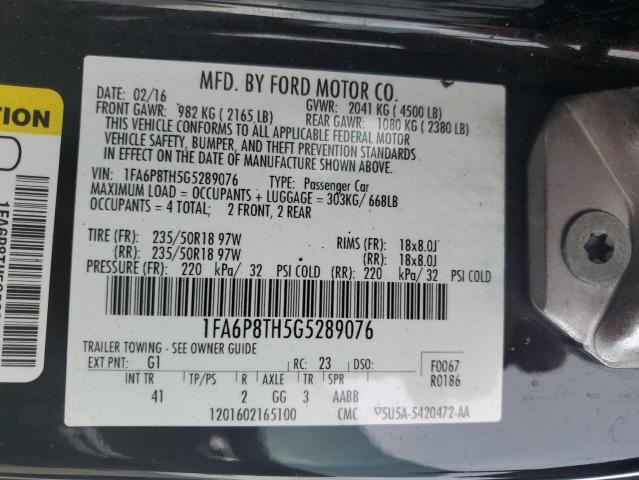 MFD. BY FORD MOTOR CO.
DATE: 02/16 GVWR: 2041 KG ( 4500 LB)
FRONT GAWR: 982 KG ( 2165 LB) REAR GAWR: 1080 KG ( 2380 LB)
THIS VEHICLE CONFORMS TO ALL APPLICABLE FEDERAL MOTOR
VEHICLE SAFETY, BUMPER, AND THEFT PREVENTION STANDARDS
IN EFFECT ON THE DATE OF MANUFACTURE SHOWN ABOVE.
VIN: 1FA6P8TH5G5289076 TYPE: Passenger Car
MAXIMUM LOAD = OCCUPANTS + LUGGAGE = 303KG/ 668LB
OCCUPANTS = 4 TOTAL; 2 FRONT, 2 REAR
TIRE (FR): 235/50R18 97W RIMS (FR): 18x8.0J
(RR): 235/50R18 97W (RR): 18x8.0J
PRESSURE (FR): 220 kPa/ 32 PSI COLD (RR): 220 kPa/ 32 PSI COLD
1FA6P8TH5G5289076
TRAILER TOWING - SEE OWNER GUIDE
EXT PNT: G1 RC: 23 DSO: F0067
R0186
INT TR TP/PS R AXLE TR SPR
41 2 GG 3 AABB
1201602165100 CMC 5U5A-5420472-AA